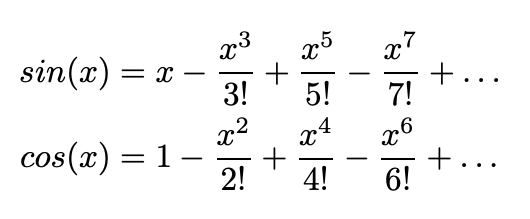 sin(x) = x − x³/3! + x⁵/5! − x⁷/7! + ...
cos(x) = 1 − x²/2! + x⁴/4! − x⁶/6! + ...